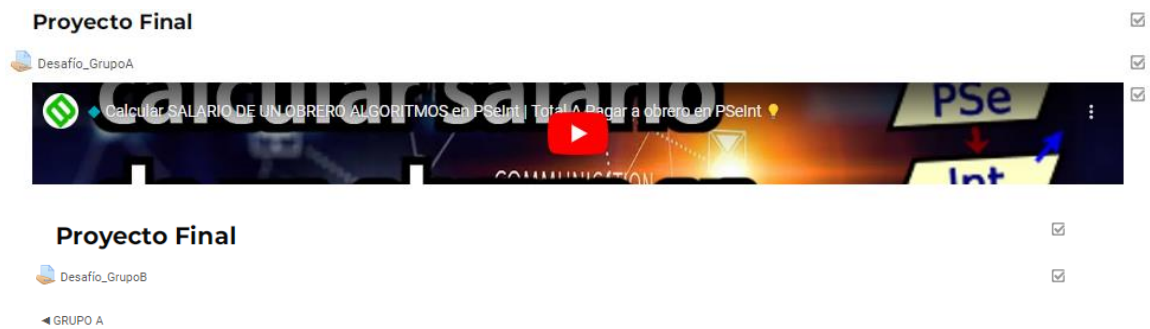 Proyecto Final
Desafío_GrupoA
Calcular SALARIO DE UN OBRERO ALGORITMOS en PSeInt | Total A Pagar a obrero en PSeInt
calcular salario
PSe
COMMUNICATION
Int
Proyecto Final
Desafío_GrupoB
◄ GRUPO A